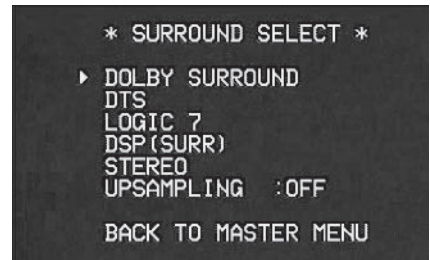 * SURROUND SELECT *
DOLBY SURROUND
DTS
LOGIC 7
DSP(SURR)
STEREO
UPSAMPLING :OFF
BACK TO MASTER MENU